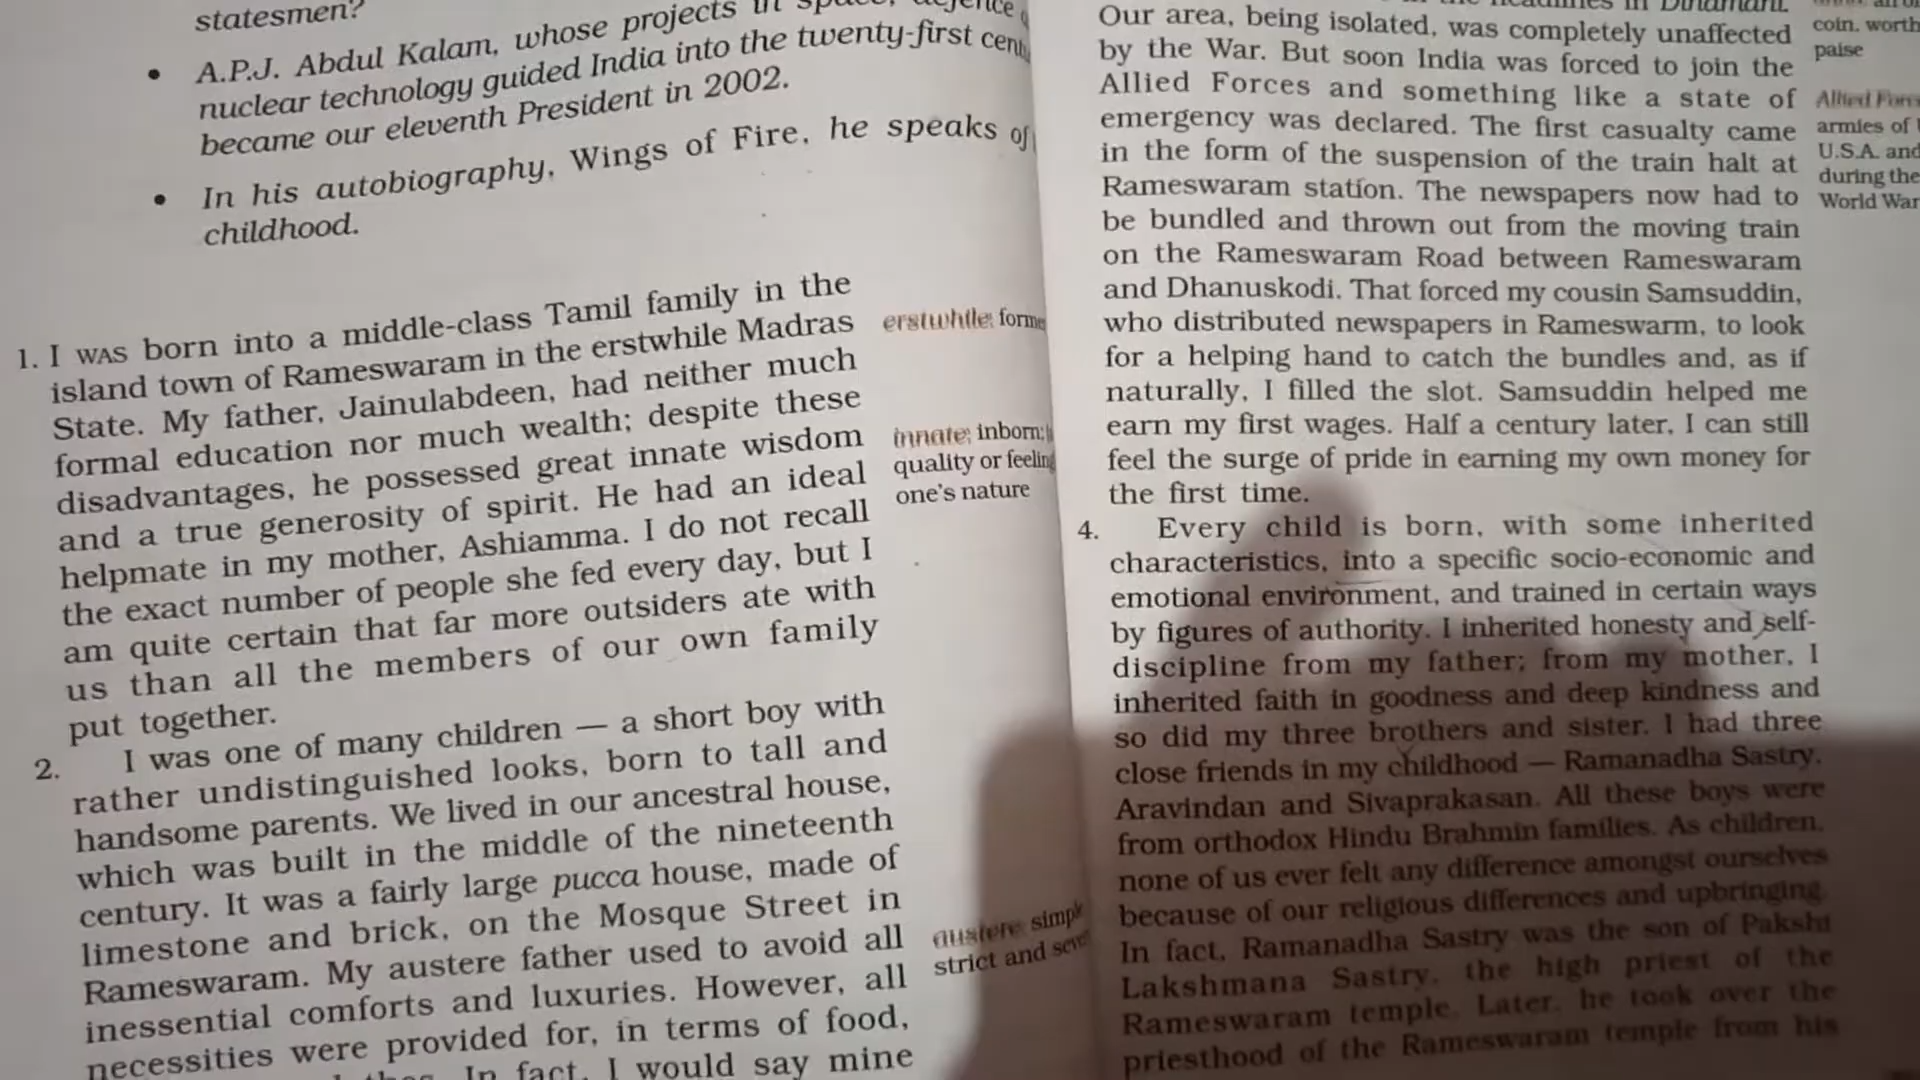 statesmen?
• A.P.J. Abdul Kalam, whose projects in space,
nuclear technology guided India into the twenty-first
became our eleventh President in 2002.
• In his autobiography, Wings of Fire, he speaks of
childhood.
1. I WAS born into a middle-class Tamil family in the
island town of Rameswaram in the erstwhile Madras
State. My father, Jainulabdeen, had neither much
formal education nor much wealth; despite these
disadvantages, he possessed great innate wisdom
and a true generosity of spirit. He had an ideal
helpmate in my mother, Ashiamma. I do not recall
the exact number of people she fed every day, but I
am quite certain that far more outsiders ate with
us than all the members of our own family
put together.
2. I was one of many children — a short boy with
rather undistinguished looks, born to tall and
handsome parents. We lived in our ancestral house,
which was built in the middle of the nineteenth
century. It was a fairly large pucca house, made of
limestone and brick, on the Mosque Street in
Rameswaram. My austere father used to avoid all
inessential comforts and luxuries. However, all
necessities were provided for, in terms of food,
In fact, I would say mine
erstwhile:
innate: inborn;
quality or feeling
one's nature
austere: simple
strict and
in the headlines in Dinamani.
Our area, being isolated, was completely unaffected
by the War. But soon India was forced to join the
Allied Forces and something like a state of
emergency was declared. The first casualty came
in the form of the suspension of the train halt at
Rameswaram station. The newspapers now had to
be bundled and thrown out from the moving train
on the Rameswaram Road between Rameswaram
and Dhanuskodi. That forced my cousin Samsuddin,
who distributed newspapers in Rameswarm, to look
for a helping hand to catch the bundles and, as if
naturally, I filled the slot. Samsuddin helped me
earn my first wages. Half a century later, I can still
feel the surge of pride in earning my own money for
the first time.
4. Every child is born, with some inherited
characteristics, into a specific socio-economic and
emotional environment, and trained in certain ways
by figures of authority. I inherited honesty and self-
discipline from my father; from my mother, I
inherited faith in goodness and deep kindness and
so did my three brothers and sister. I had three
close friends in my childhood — Ramanadha Sastry,
Aravindan and Sivaprakasan. All these boys were
from orthodox Hindu Brahmin families. As children,
none of us ever felt any difference amongst ourselves
because of our religious differences and upbringing.
In fact, Ramanadha Sastry was the son of Pakshi
Lakshmana Sastry, the high priest of the
Rameswaram temple. Later, he took over the
priesthood of the Rameswaram temple from his
coin, worth
paise
Allied
armies of
U.S.A. and
during the
World War